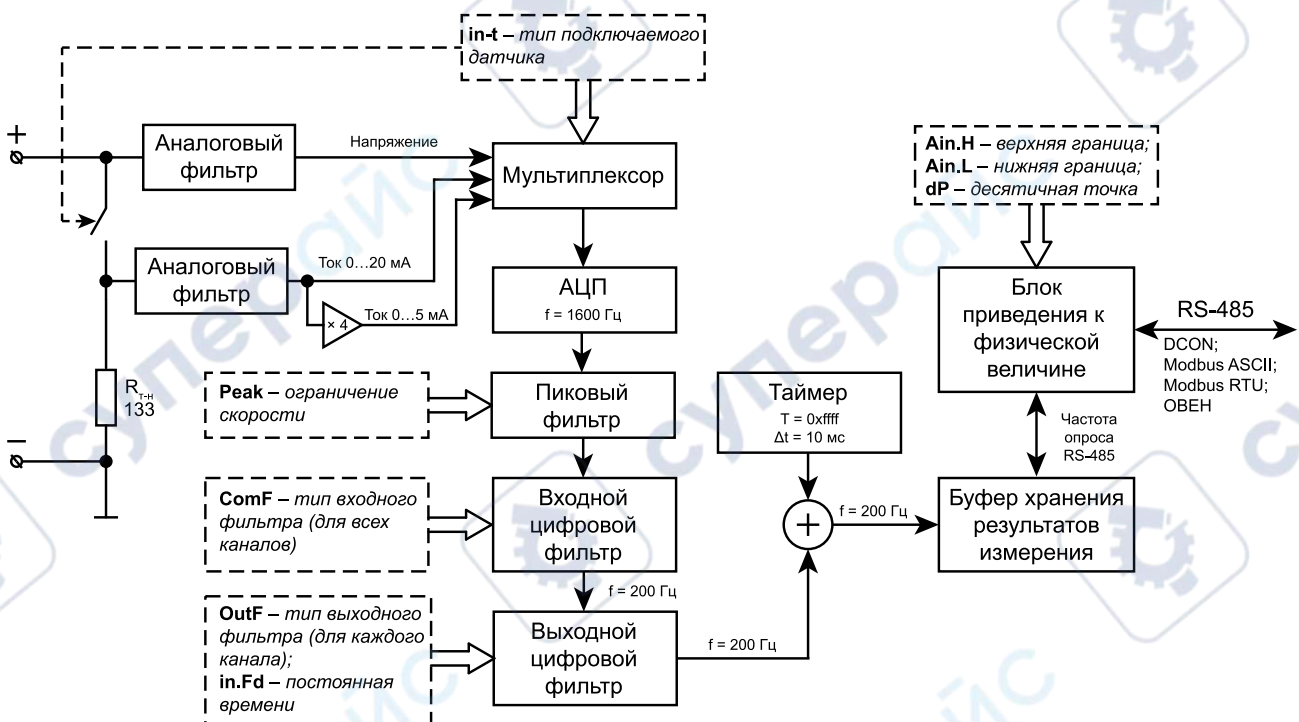 in-t – тип подключаемого
датчика
+
Аналоговый
фильтр
Напряжение
Мультиплексор
Ain.H – верхняя граница;
Ain.L – нижняя граница;
dP – десятичная точка
Аналоговый
фильтр
Ток 0…20 мА
× 4
Ток 0…5 мА
АЦП
f = 1600 Гц
Блок
приведения к
физической
величине
RS-485
DCON;
Modbus ASCII;
Modbus RTU;
ОВЕН
Rт-н
133
–
Peak – ограничение
скорости
Пиковый
фильтр
Таймер
T = 0xffff
Δt = 10 мс
Частота
опроса
RS-485
ComF – тип входного
фильтра (для всех
каналов)
Входной
цифровой
фильтр
f = 200 Гц
+
f = 200 Гц
Буфер хранения
результатов
измерения
OutF – тип выходного
фильтра (для каждого
канала);
in.Fd – постоянная
времени
Выходной
цифровой
фильтр
f = 200 Гц
суперайс
суперайс